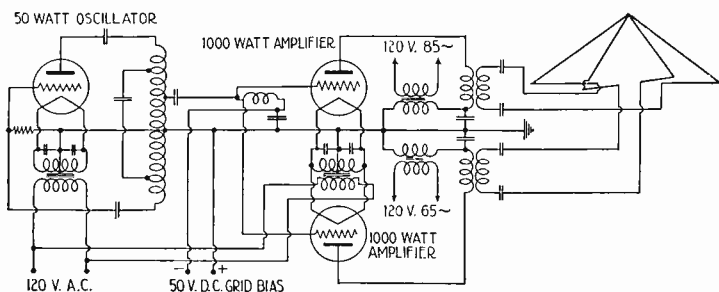 50 WATT OSCILLATOR
1000 WATT AMPLIFIER
120 V. 85~
120 V. 65~
1000 WATT
AMPLIFIER
120 V. A.C.
- +
50 V. D.C. GRID BIAS